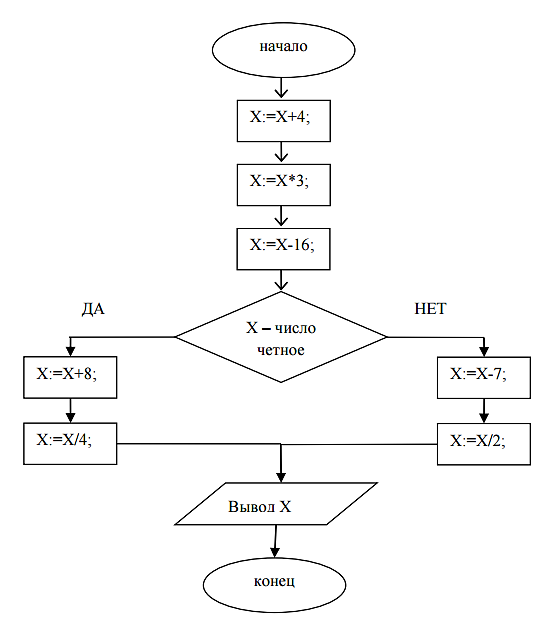 начало
X:=X+4;
X:=X*3;
X:=X-16;
ДА
НЕТ
X – число
четное
X:=X+8;
X:=X-7;
X:=X/4;
X:=X/2;
Вывод X
конец